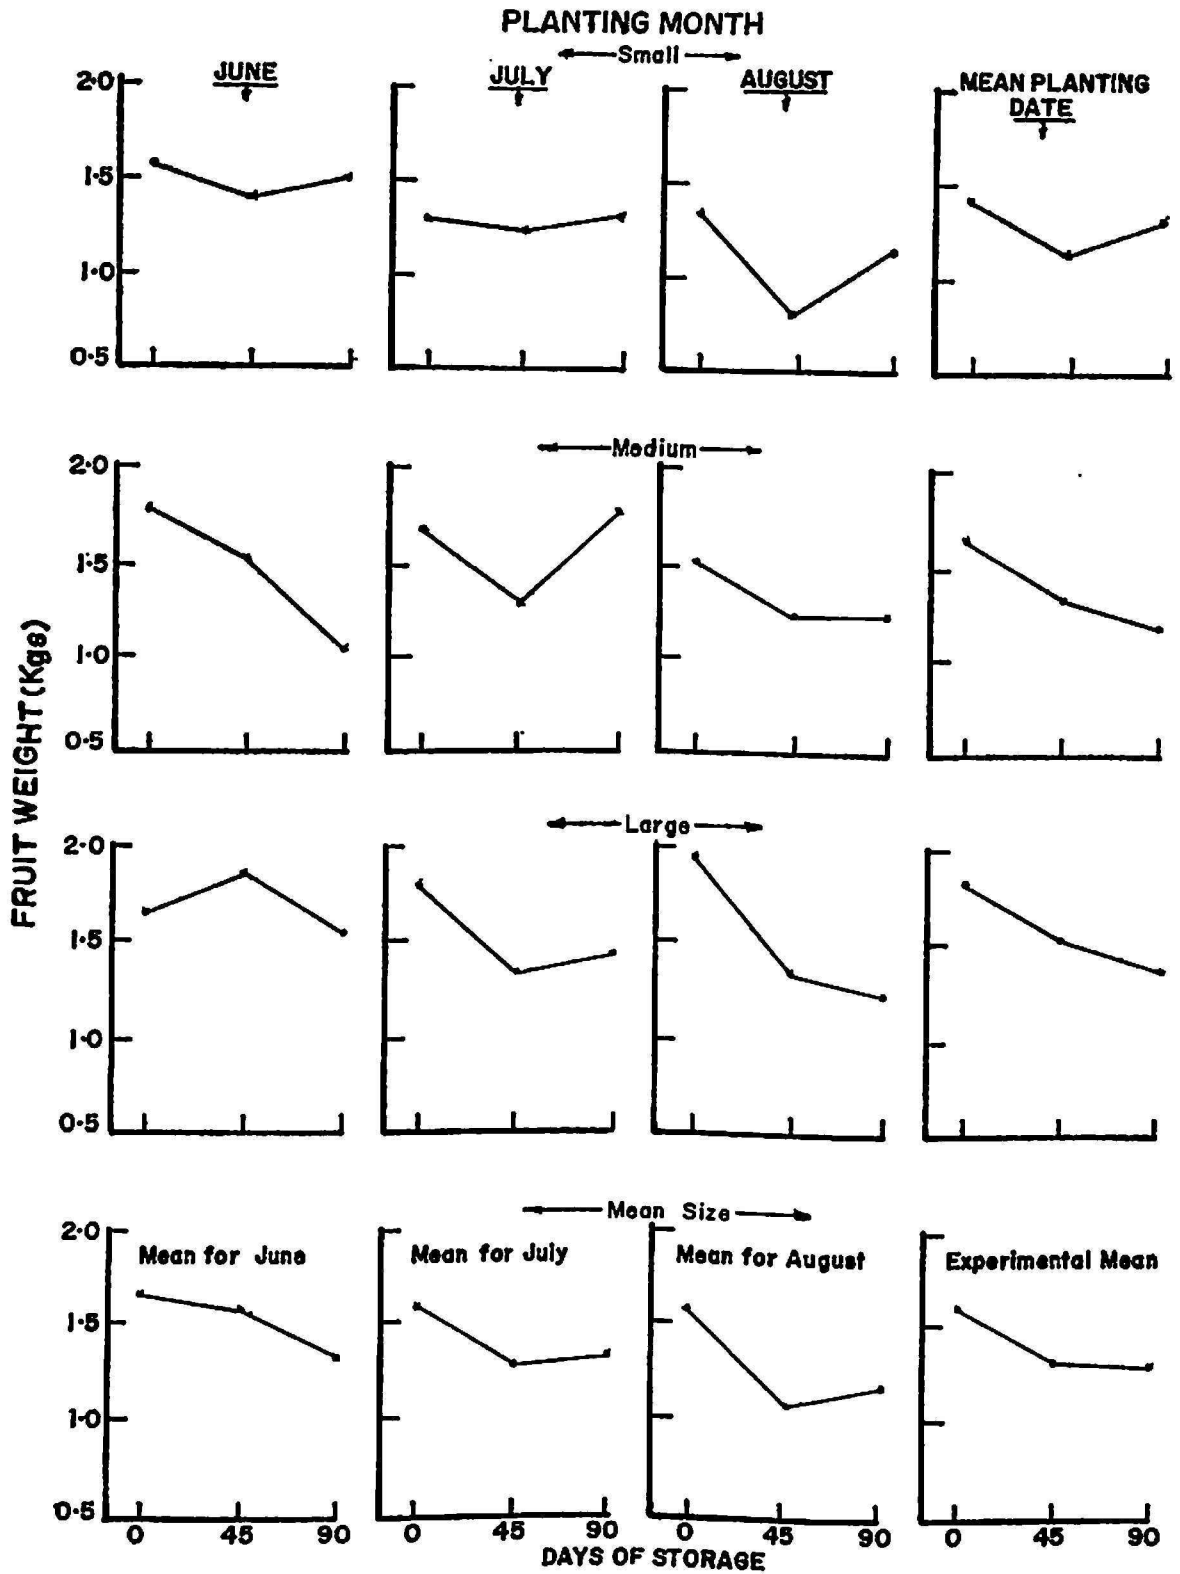 PLANTING MONTH
Small
JUNE
JULY
AUGUST
MEAN PLANTING
DATE
2·0
1·5
1·0
0·5
Medium
2·0
1·5
1·0
0·5
FRUIT WEIGHT (Kgs)
Large
2·0
1·5
1·0
0·5
Mean Size
2·0
1·5
1·0
0·5
Mean for June
Mean for July
Mean for August
Experimental Mean
0 45 90 0 45 90 0 45 90 0 45 90
DAYS OF STORAGE